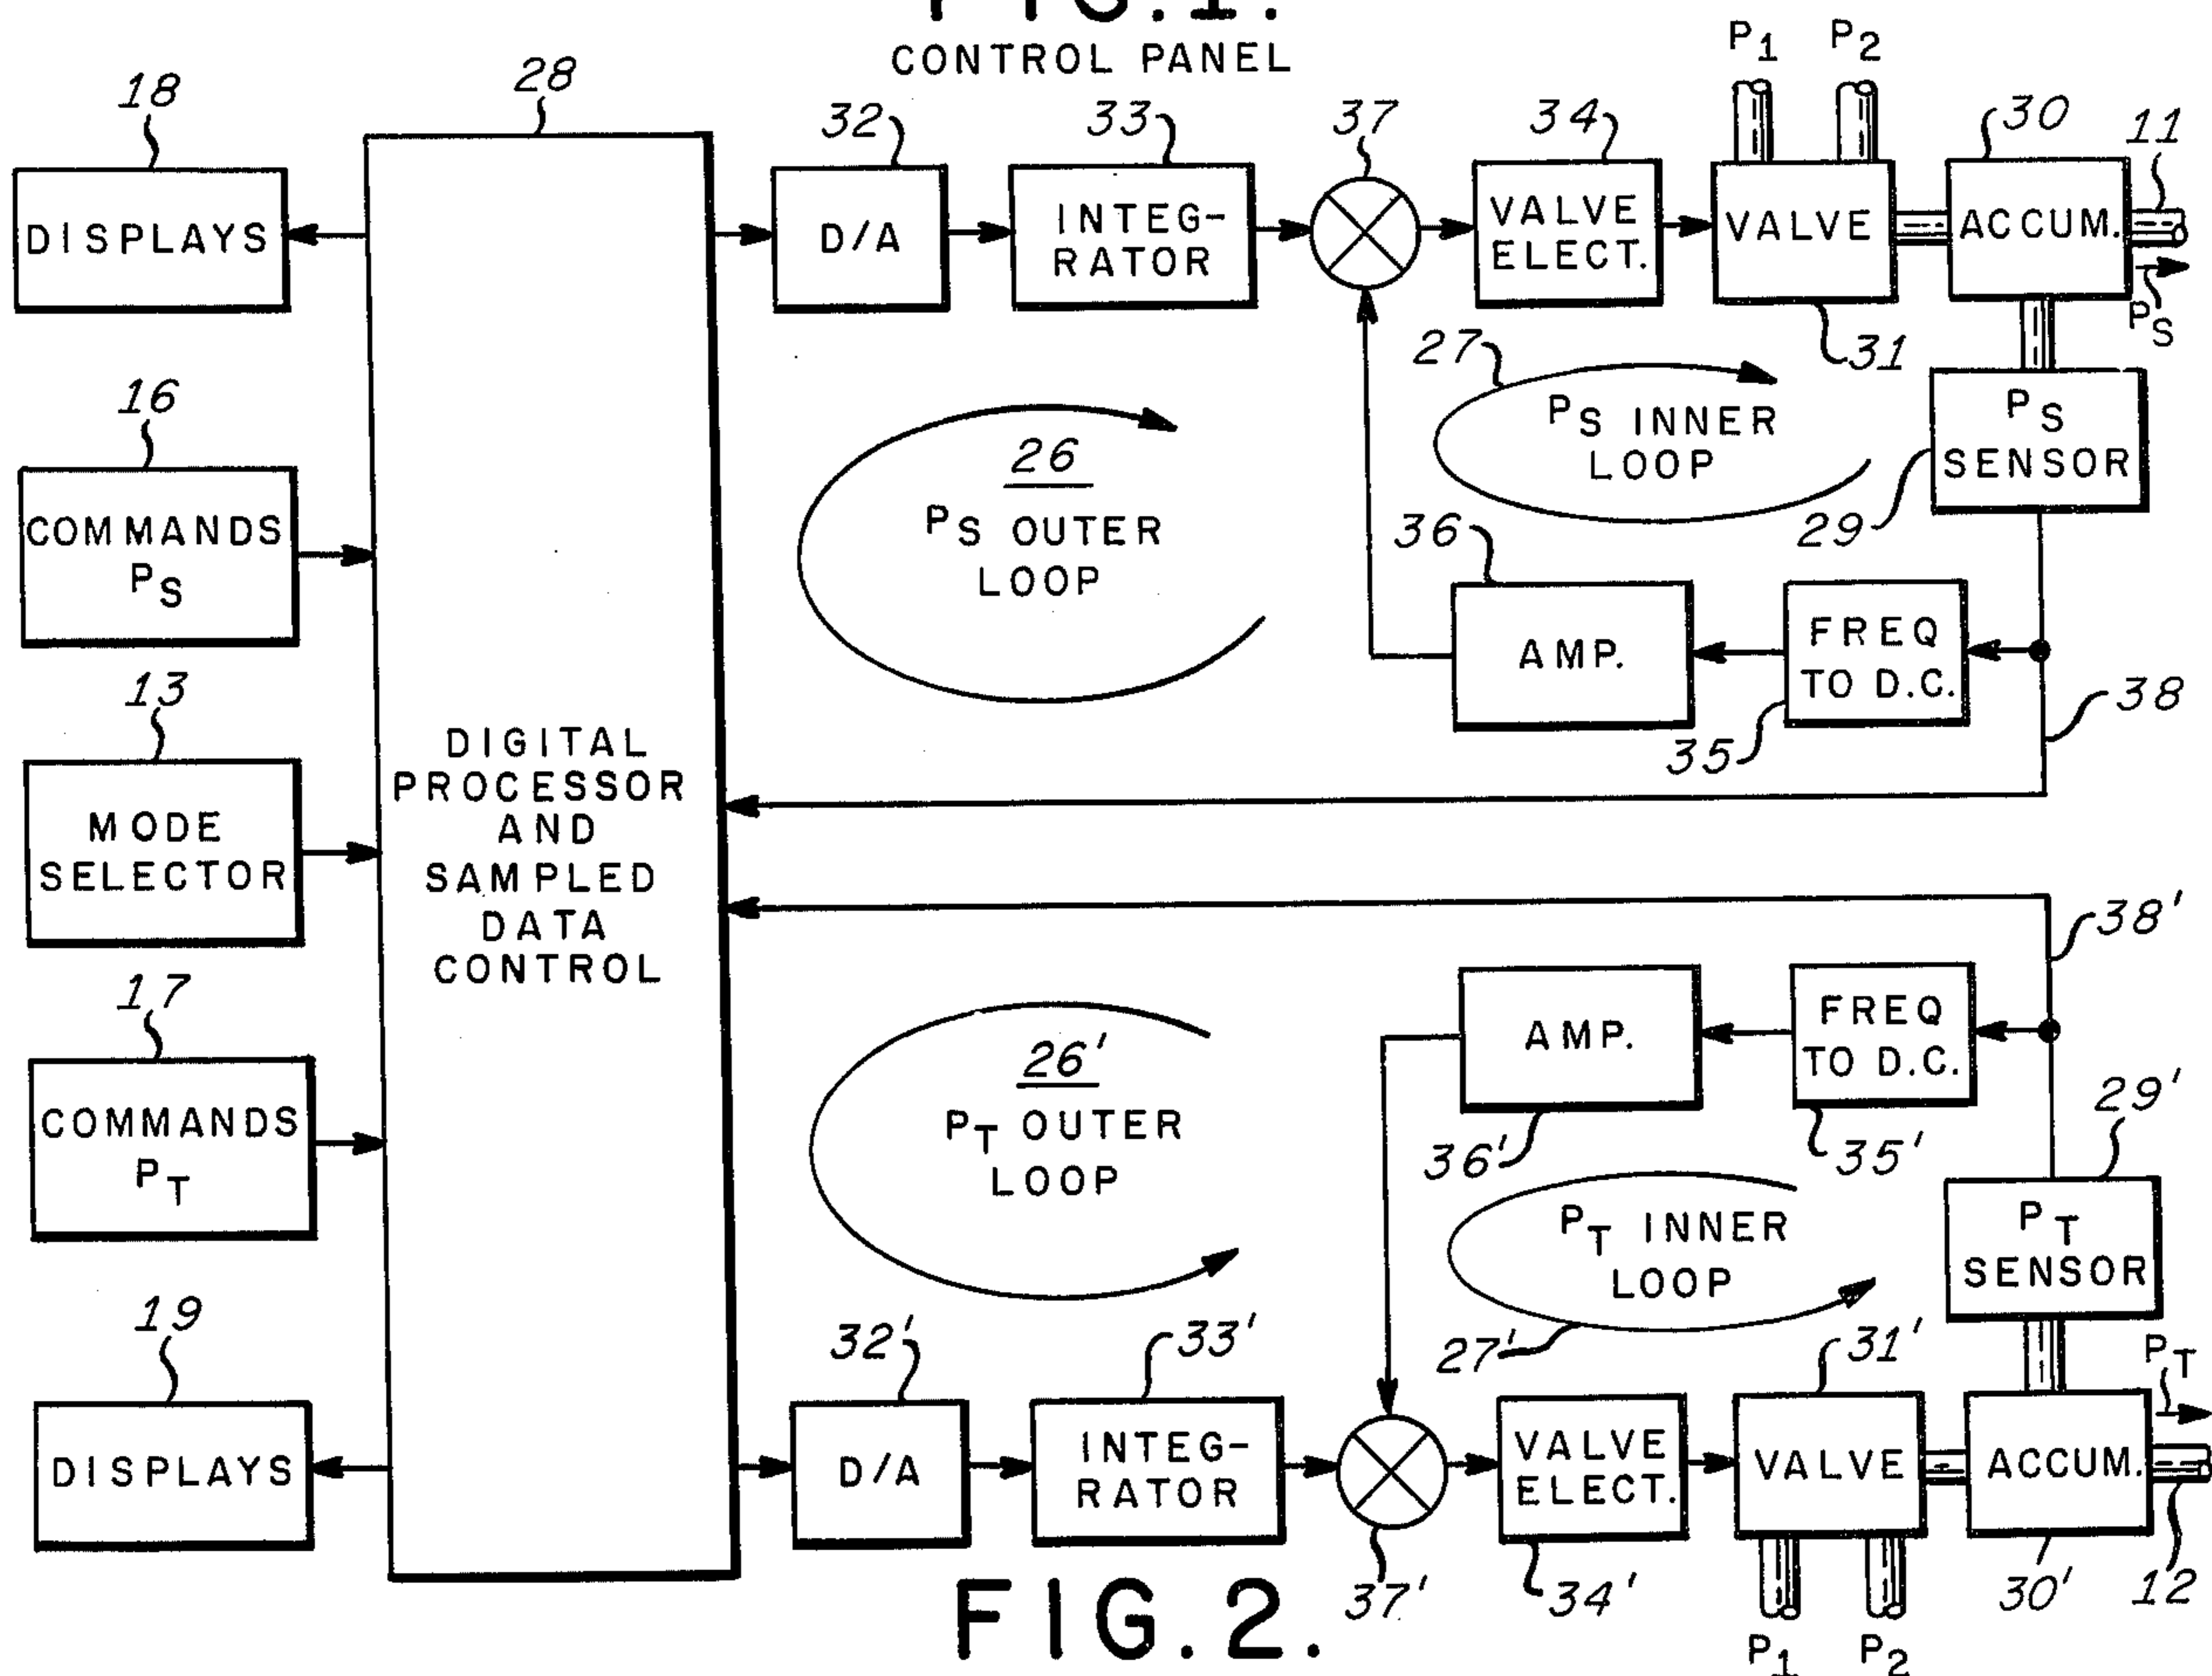 FIG.1.
CONTROL PANEL
18
DISPLAYS
16
COMMANDS
PS
13
MODE
SELECTOR
17
COMMANDS
PT
19
DISPLAYS
28
DIGITAL
PROCESSOR
AND
SAMPLED
DATA
CONTROL
32
D/A
33
INTEG-
RATOR
37
34
VALVE
ELECT.
P1
P2
VALVE
31
30
ACCUM.
11
PS
27
PS INNER
LOOP
PS
SENSOR
29
26
PS OUTER
LOOP
36
AMP.
FREQ
TO D.C.
35
38
38'
AMP.
36'
FREQ
TO D.C.
35'
29'
PT
SENSOR
26'
PT OUTER
LOOP
PT INNER
LOOP
27'
32'
D/A
33'
INTEG-
RATOR
37'
VALVE
ELECT.
34'
31'
VALVE
P1
P2
ACCUM.
30'
PT
12
FIG.2.